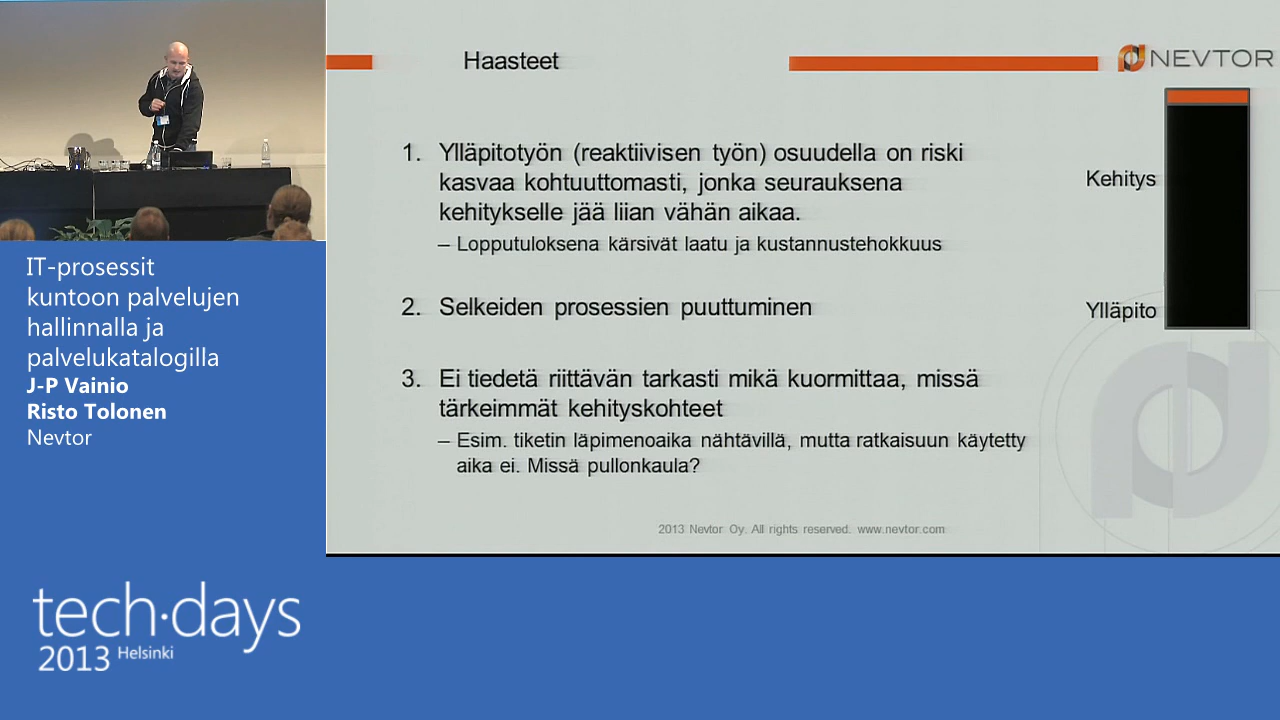 Haasteet
NEVTOR
1. Ylläpitotyön (reaktiivisen työn) osuudella on riski
kasvaa kohtuuttomasti, jonka seurauksena
kehitykselle jää liian vähän aikaa.
– Lopputuloksena kärsivät laatu ja kustannustehokkuus
2. Selkeiden prosessien puuttuminen
3. Ei tiedetä riittävän tarkasti mikä kuormittaa, missä
tärkeimmät kehityskohteet
– Esim. tiketin läpimenoaika nähtävillä, mutta ratkaisuun käytetty
aika ei. Missä pullonkaula?
Kehitys
Ylläpito
2013 Nevtor Oy. All rights reserved. www.nevtor.com
IT-prosessit
kuntoon palvelujen
hallinnalla ja
palvelukatalogilla
J-P Vainio
Risto Tolonen
Nevtor
tech·days
2013 Helsinki